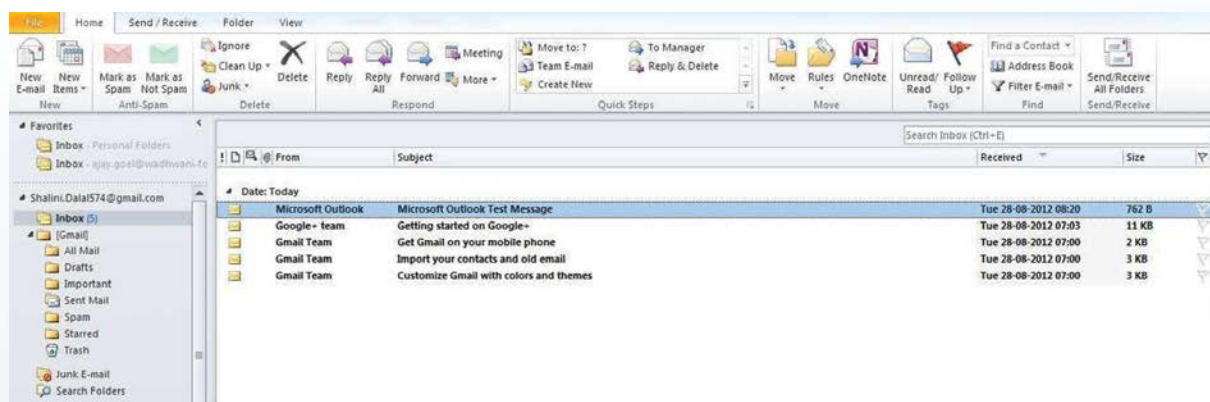 File Home Send / Receive Folder View
New E-mail New Items Mark as Spam Mark as Not Spam Ignore Clean Up Junk Delete Reply Reply All Forward Meeting More Move to: ? Team E-mail Create New To Manager Reply & Delete Move Rules OneNote Unread/ Read Follow Up Find a Contact Address Book Filter E-mail Send/Receive All Folders
New Anti-Spam Delete Respond Quick Steps Move Tags Find Send/Receive
Favorites
Inbox - Personal Folders
Inbox - ajay.goel@wadhwani-fo
Shalini.Dalal574@gmail.com
Inbox (5)
[Gmail]
All Mail
Drafts
Important
Sent Mail
Spam
Starred
Trash
Junk E-mail
Search Folders
Search Inbox (Ctrl+E)
! From Subject Received Size
Date: Today
Microsoft Outlook Microsoft Outlook Test Message Tue 28-08-2012 08:20 762 B
Google+ team Getting started on Google+ Tue 28-08-2012 07:03 11 KB
Gmail Team Get Gmail on your mobile phone Tue 28-08-2012 07:00 2 KB
Gmail Team Import your contacts and old email Tue 28-08-2012 07:00 3 KB
Gmail Team Customize Gmail with colors and themes Tue 28-08-2012 07:00 3 KB